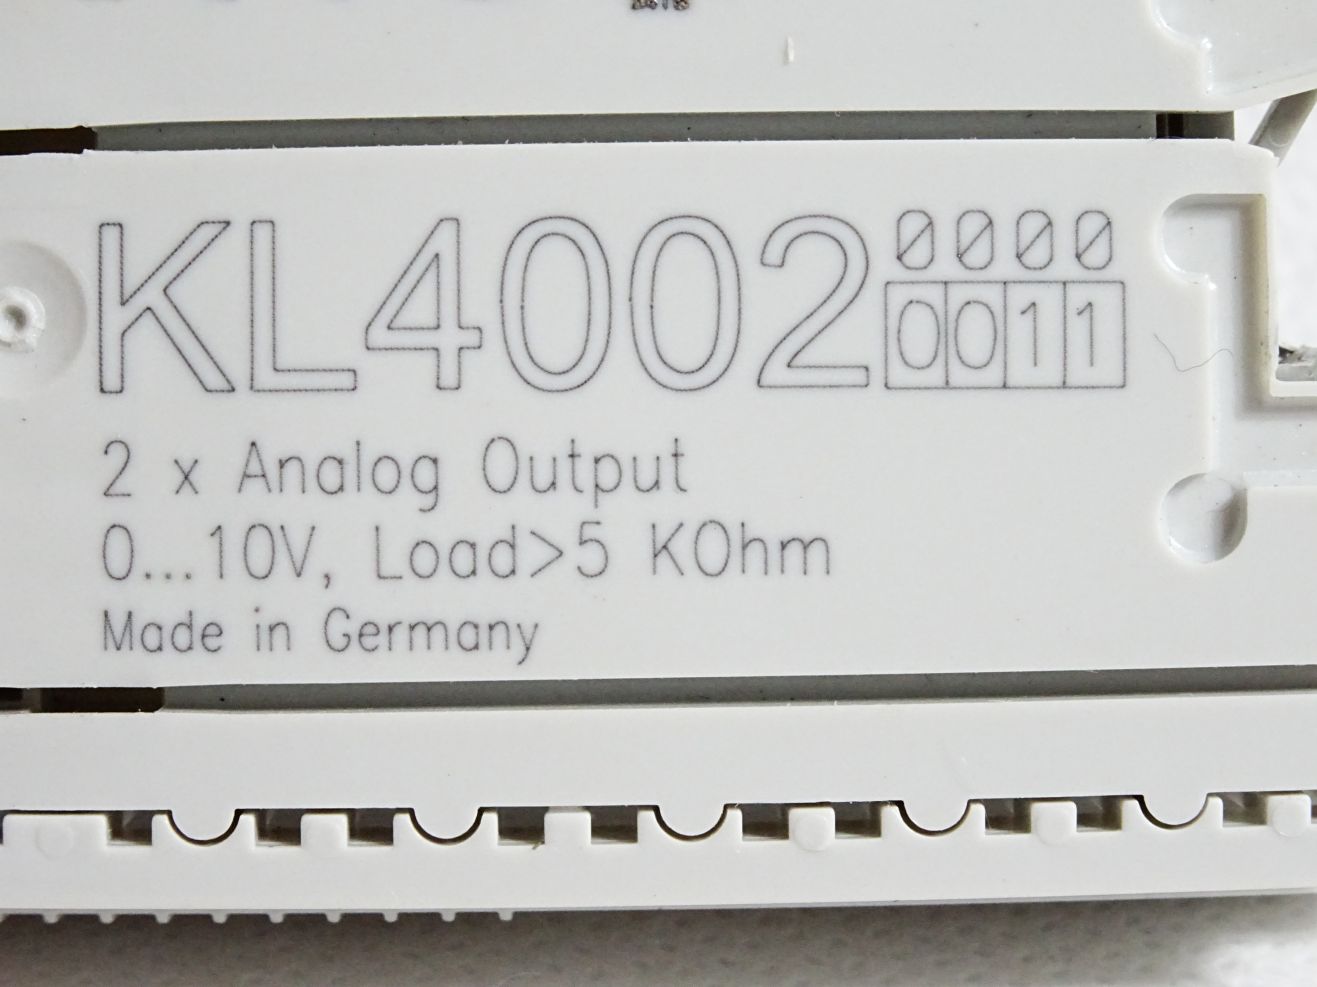 KL4002 0000
0011
2 x Analog Output
0...10V, Load>5 KOhm
Made in Germany